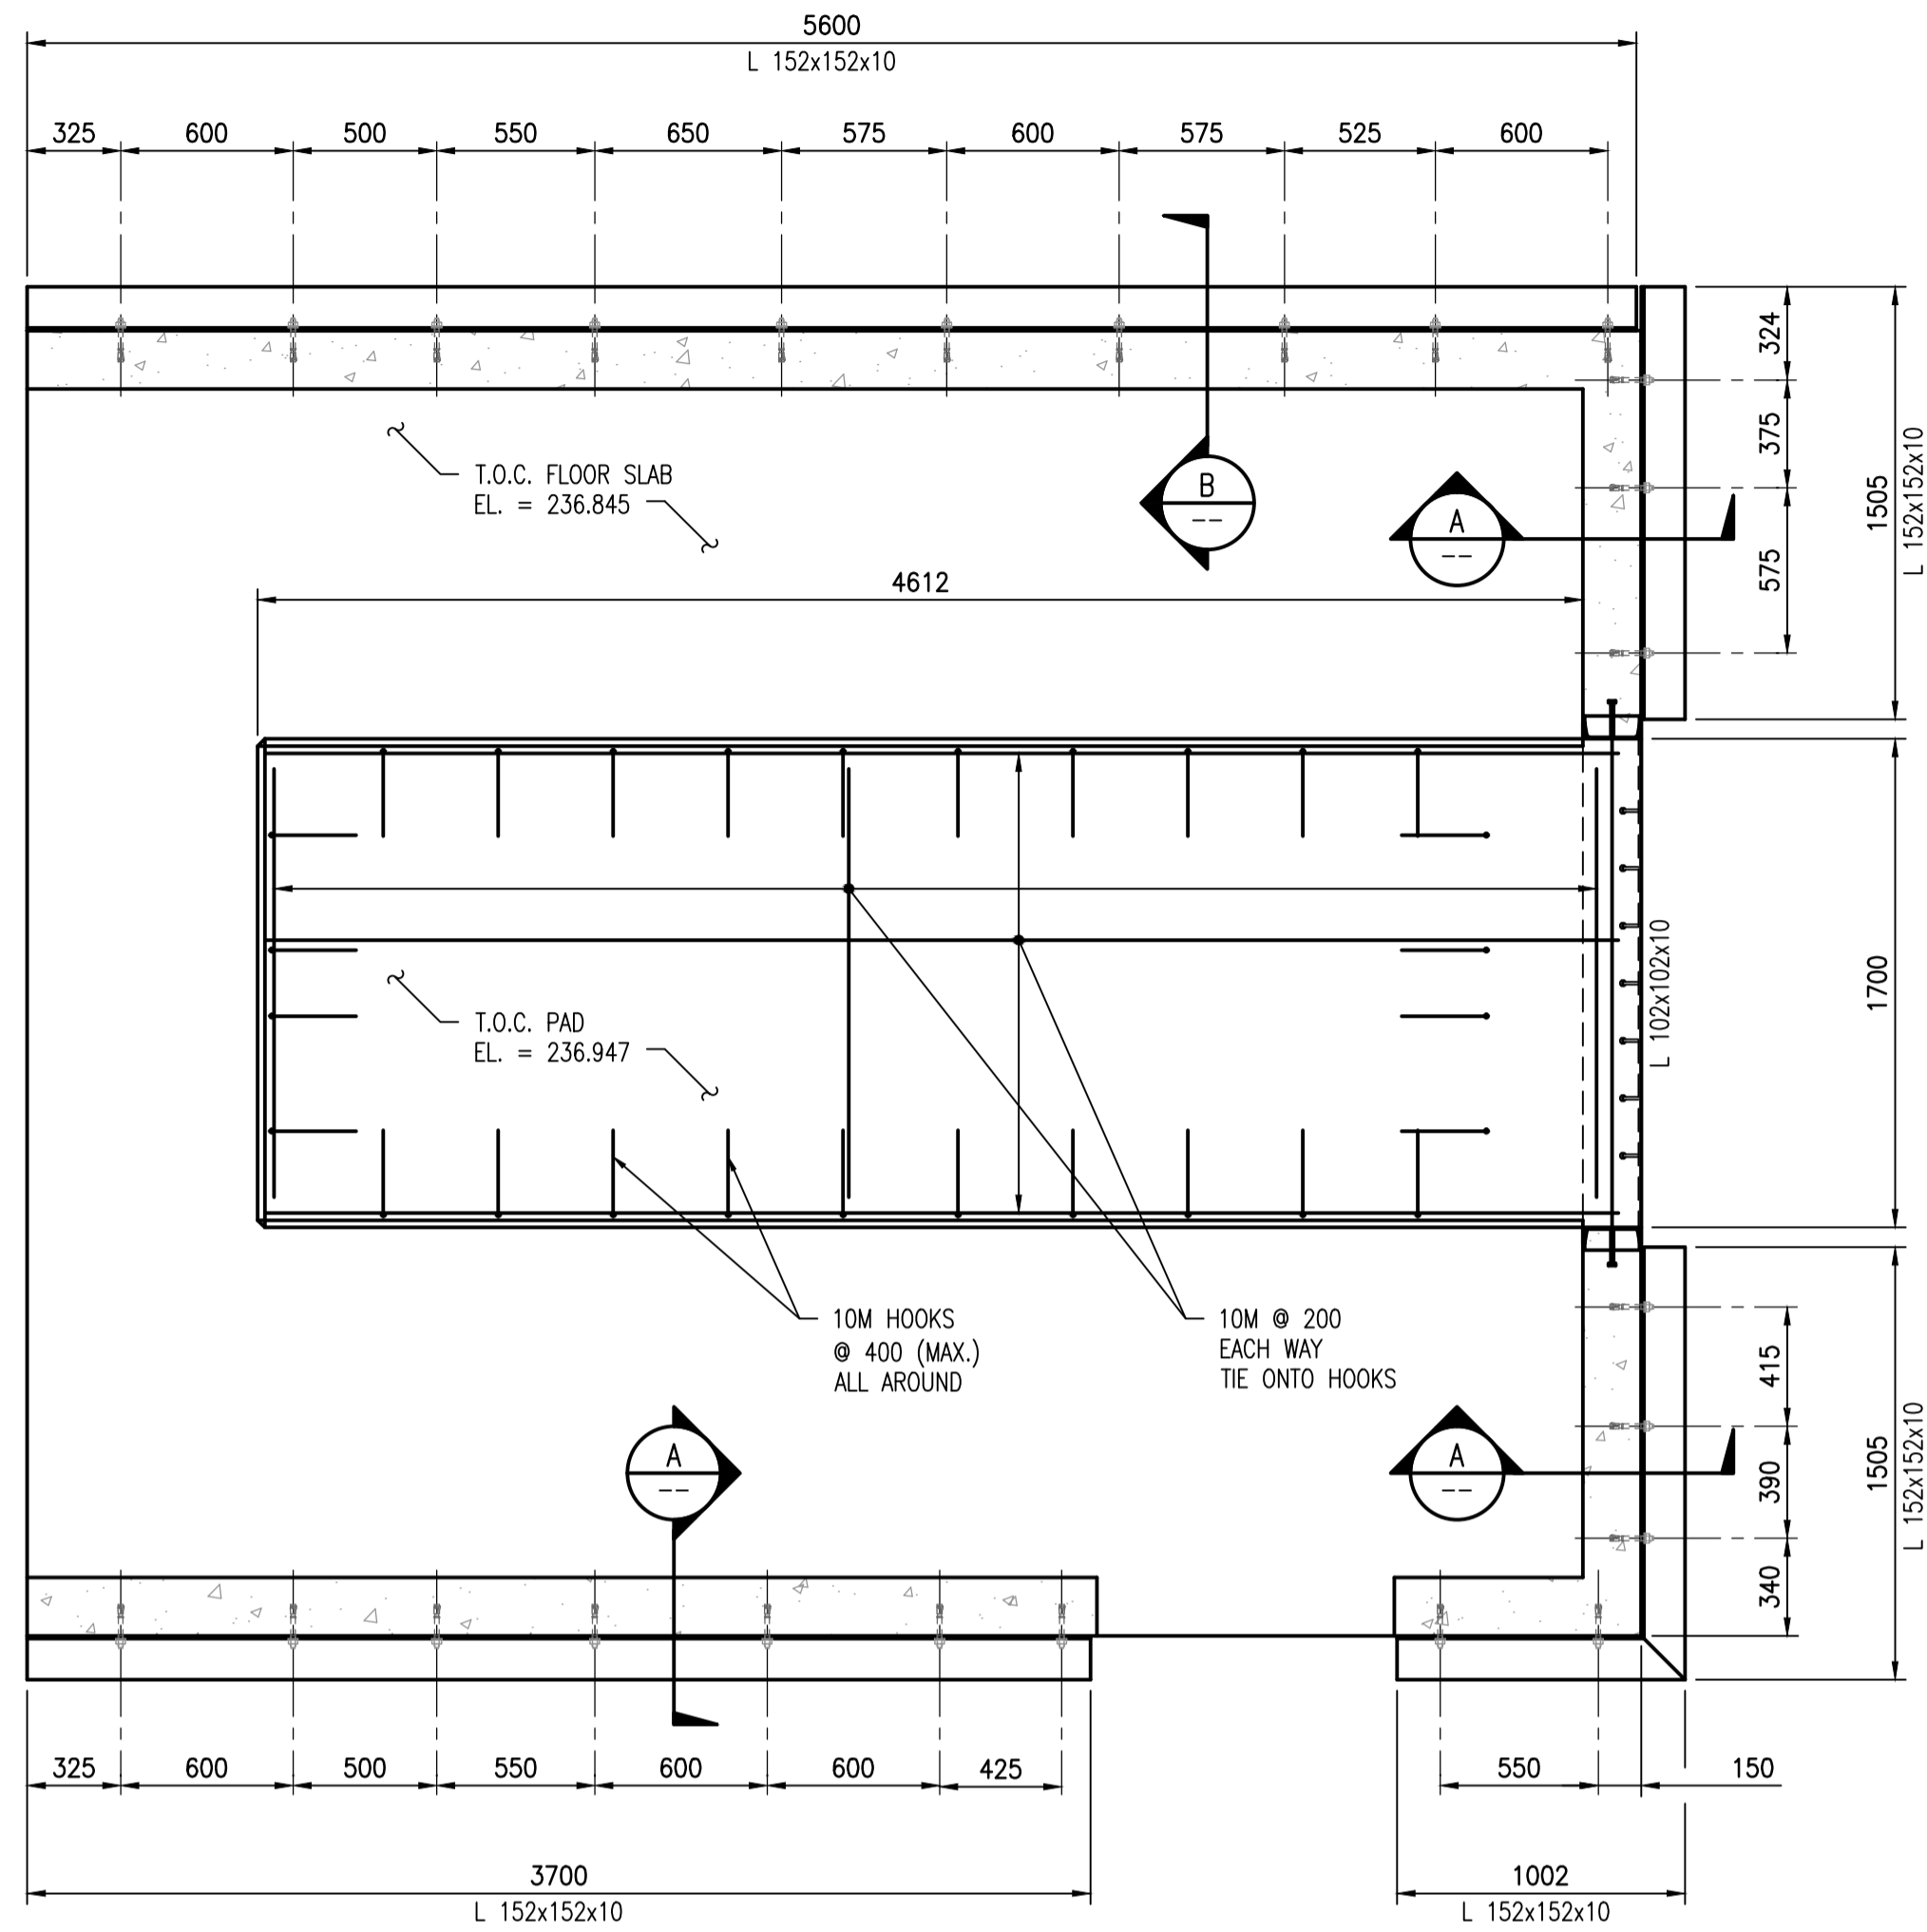 5600
L 152x152x10
325 600 500 550 650 575 600 575 525 600
324
375
575
1505
L 152x152x10
T.O.C. FLOOR SLAB
EL. = 236.845
B
--
A
--
4612
1700
L 102x102x10
T.O.C. PAD
EL. = 236.947
10M HOOKS
@ 400 (MAX.)
ALL AROUND
10M @ 200
EACH WAY
TIE ONTO HOOKS
A
--
A
--
415
390
340
1505
L 152x152x10
325 600 500 550 600 600 425 550 150
3700
L 152x152x10
1002
L 152x152x10